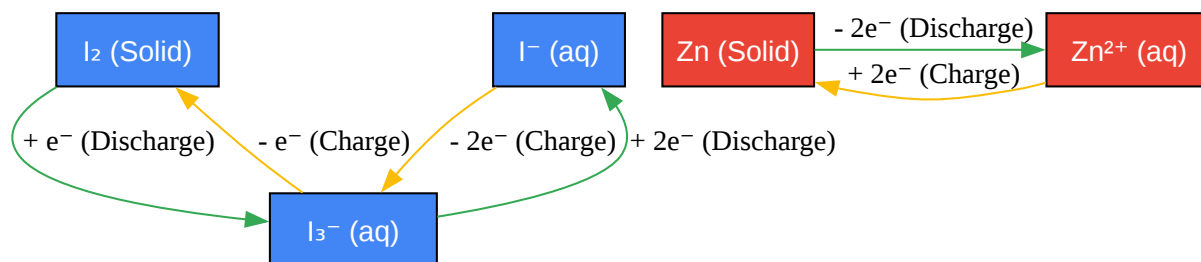 I₂ (Solid)
I⁻ (aq)
Zn (Solid)
- 2e⁻ (Discharge)
Zn²⁺ (aq)
+ 2e⁻ (Charge)
+ e⁻ (Discharge)
- e⁻ (Charge)
- 2e⁻ (Charge)
+ 2e⁻ (Discharge)
I₃⁻ (aq)